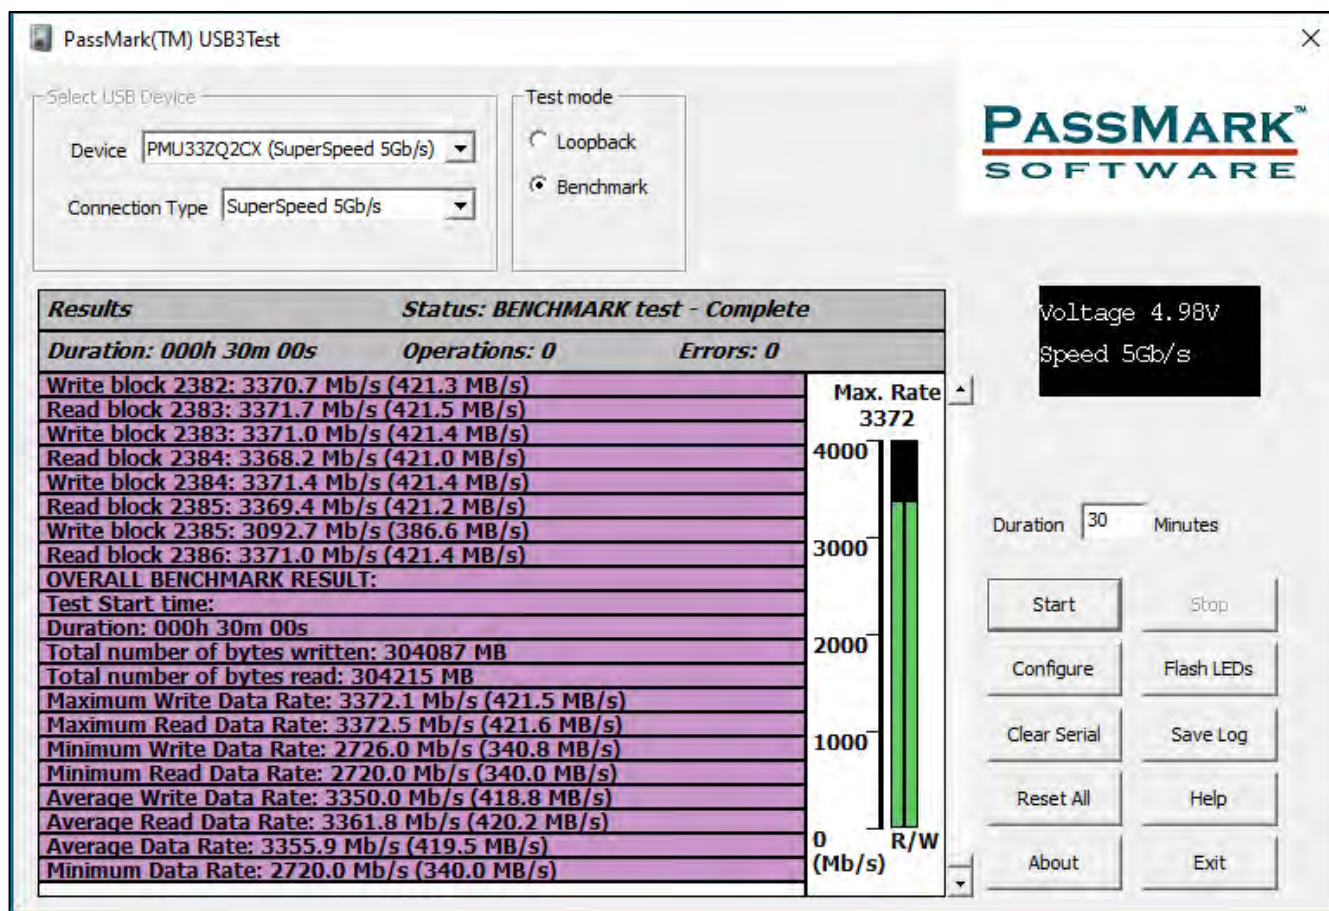 PassMark(TM) USB3Test
Select USB Device
Device PMU33ZQ2CX (SuperSpeed 5Gb/s)
Connection Type SuperSpeed 5Gb/s
Test mode
Loopback
Benchmark
PASSMARK™
SOFTWARE
Results Status: BENCHMARK test - Complete
Duration: 000h 30m 00s Operations: 0 Errors: 0
Write block 2382: 3370.7 Mb/s (421.3 MB/s)
Read block 2383: 3371.7 Mb/s (421.5 MB/s)
Write block 2383: 3371.0 Mb/s (421.4 MB/s)
Read block 2384: 3368.2 Mb/s (421.0 MB/s)
Write block 2384: 3371.4 Mb/s (421.4 MB/s)
Read block 2385: 3369.4 Mb/s (421.2 MB/s)
Write block 2385: 3092.7 Mb/s (386.6 MB/s)
Read block 2386: 3371.0 Mb/s (421.4 MB/s)
OVERALL BENCHMARK RESULT:
Test Start time:
Duration: 000h 30m 00s
Total number of bytes written: 304087 MB
Total number of bytes read: 304215 MB
Maximum Write Data Rate: 3372.1 Mb/s (421.5 MB/s)
Maximum Read Data Rate: 3372.5 Mb/s (421.6 MB/s)
Minimum Write Data Rate: 2726.0 Mb/s (340.8 MB/s)
Minimum Read Data Rate: 2720.0 Mb/s (340.0 MB/s)
Average Write Data Rate: 3350.0 Mb/s (418.8 MB/s)
Average Read Data Rate: 3361.8 Mb/s (420.2 MB/s)
Average Data Rate: 3355.9 Mb/s (419.5 MB/s)
Minimum Data Rate: 2720.0 Mb/s (340.0 MB/s)
Max. Rate
3372
4000
3000
2000
1000
0 R/W
(Mb/s)
Voltage 4.98V
Speed 5Gb/s
Duration 30 Minutes
Start Stop
Configure Flash LEDs
Clear Serial Save Log
Reset All Help
About Exit